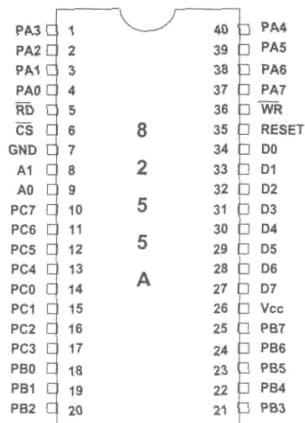 PA3 1 40 PA4
PA2 2 39 PA5
PA1 3 38 PA6
PA0 4 37 PA7
R̅D̅ 5 36 W̅R̅
C̅S̅ 6 35 RESET
GND 7 34 D0
A1 8 33 D1
A0 9 32 D2
PC7 10 31 D3
PC6 11 30 D4
PC5 12 29 D5
PC4 13 28 D6
PC0 14 27 D7
PC1 15 26 Vcc
PC2 16 25 PB7
PC3 17 24 PB6
PB0 18 23 PB5
PB1 19 22 PB4
PB2 20 21 PB3
8
2
5
5
A